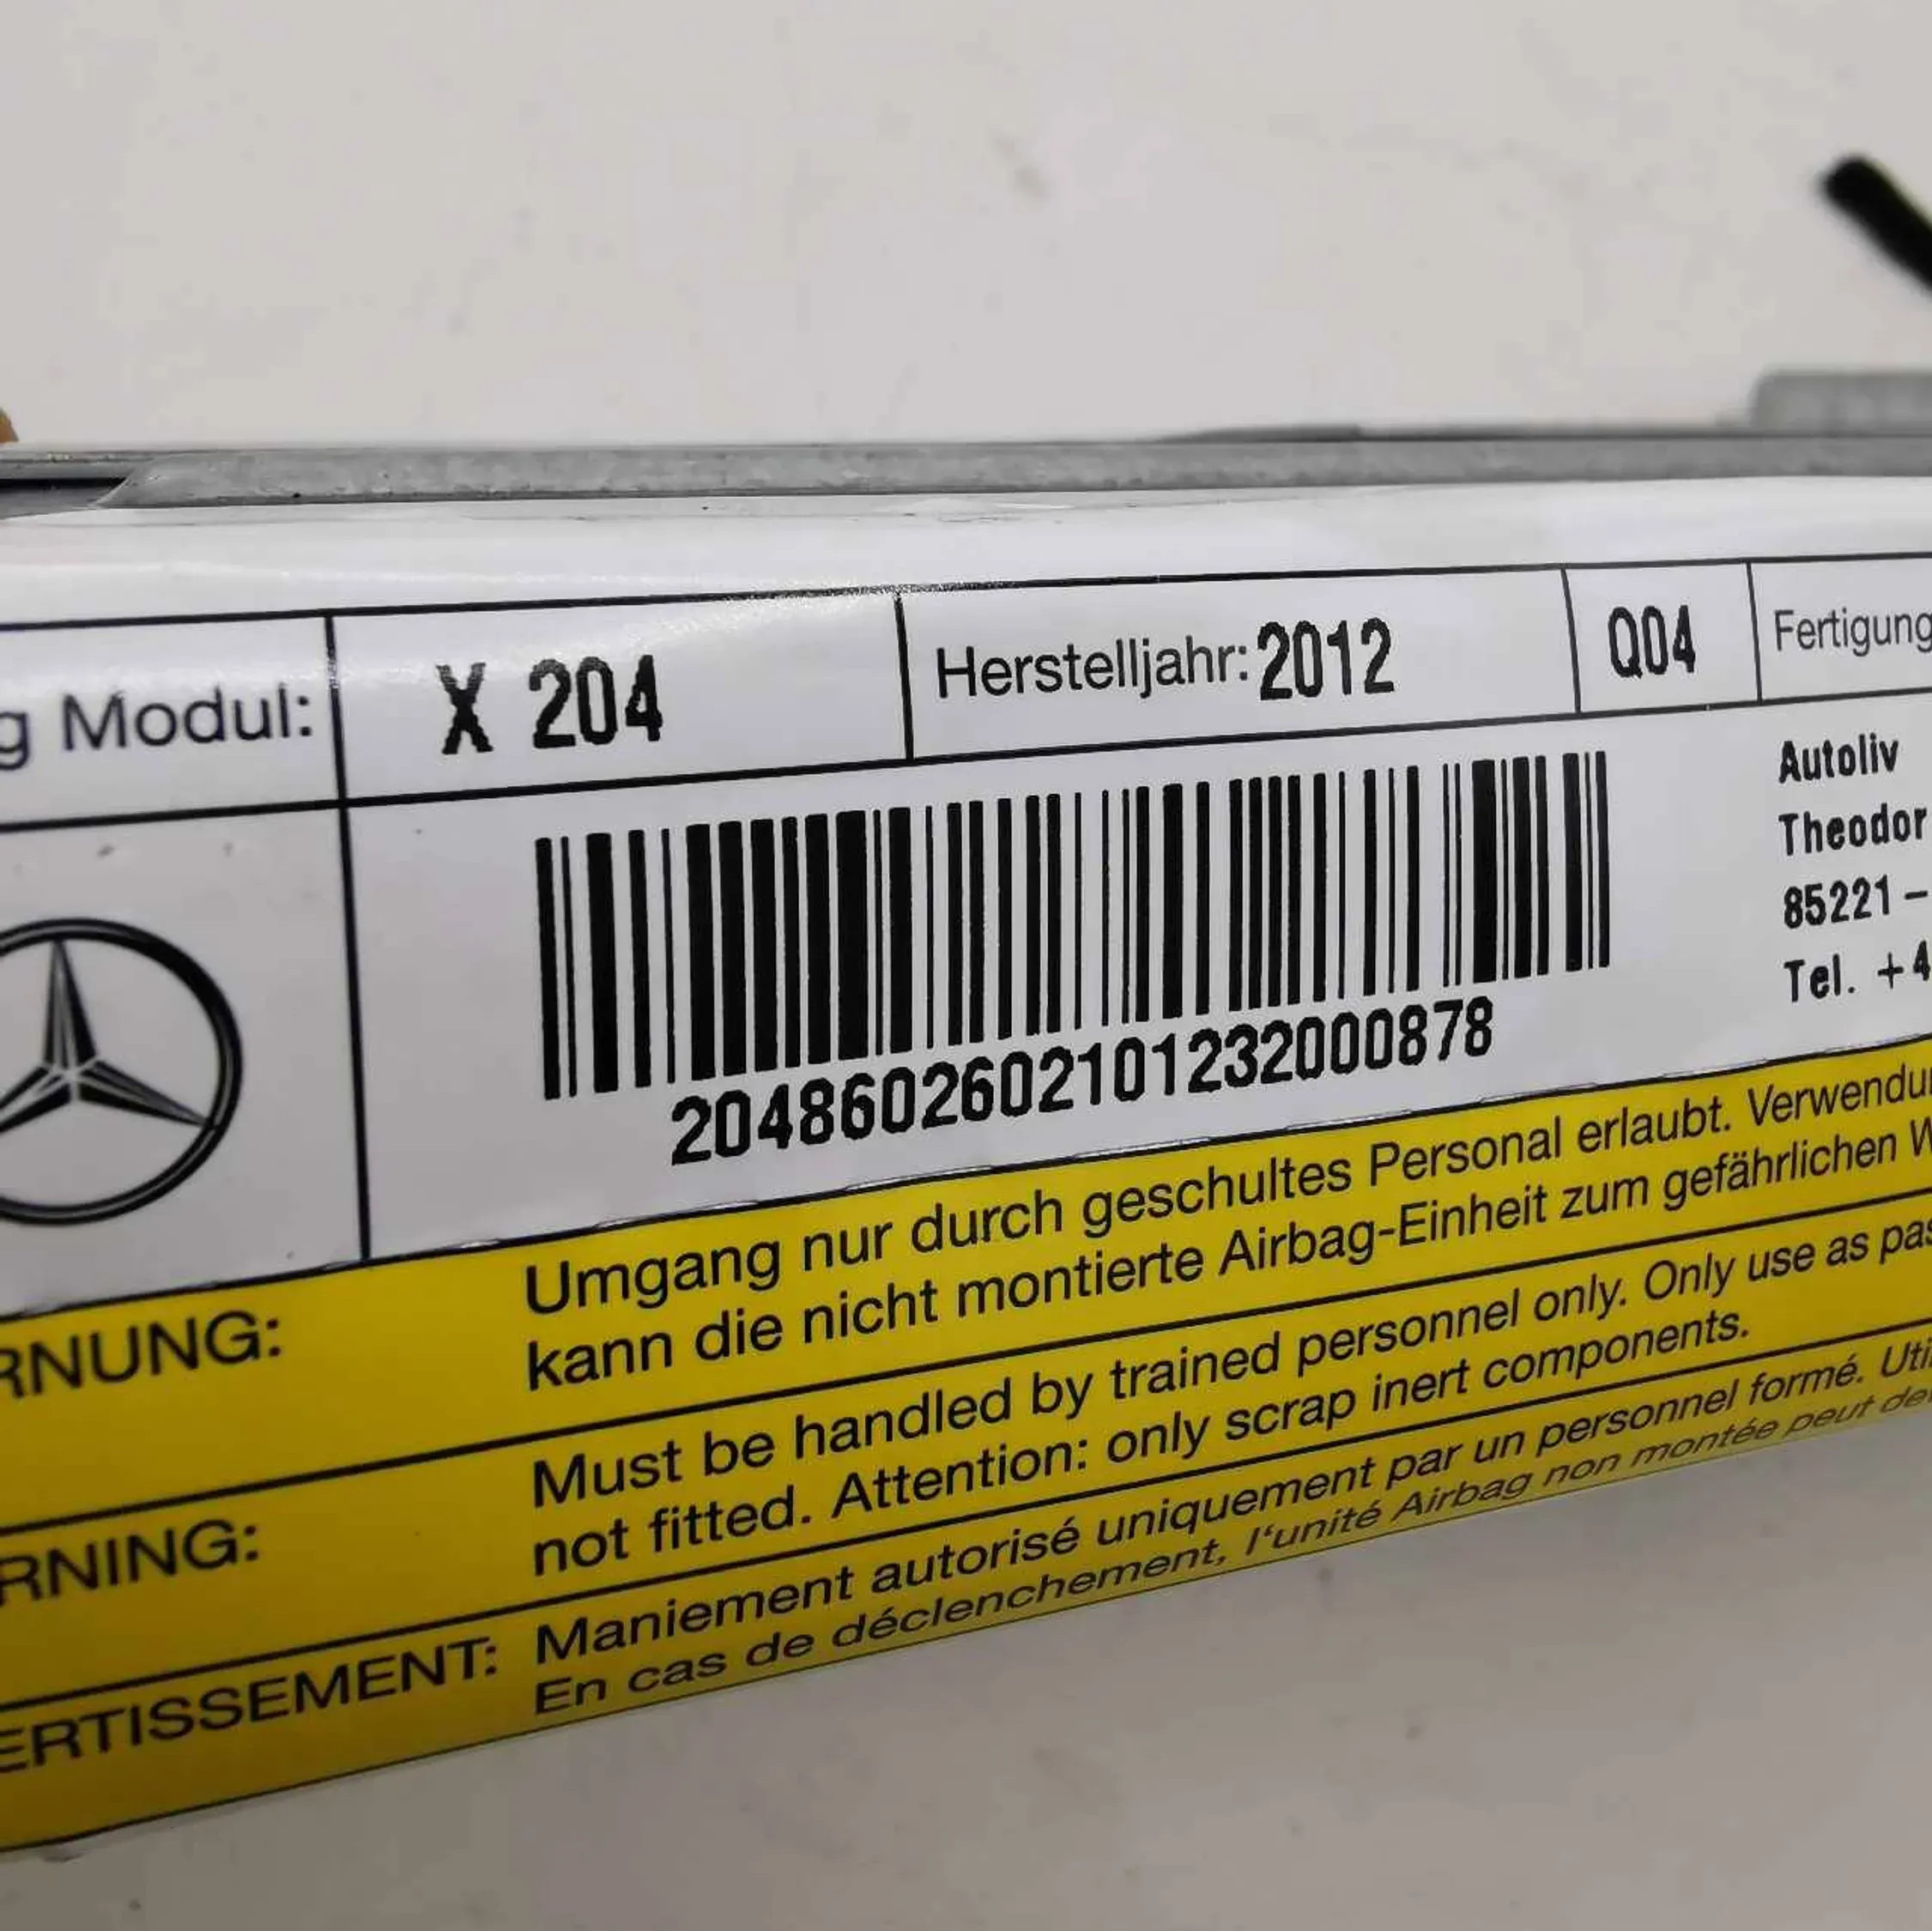 g Modul: X 204 Herstelljahr: 2012 Q04 Fertigung
Autoliv
Theodor
85221 –
Tel. +4
2048602602101232000878
RNUNG: Umgang nur durch geschultes Personal erlaubt. Verwendu
kann die nicht montierte Airbag-Einheit zum gefährlichen W
RNING: Must be handled by trained personnel only. Only use as pas
not fitted. Attention: only scrap inert components.
ERTISSEMENT: Maniement autorisé uniquement par un personnel formé. Uti
En cas de déclenchement, l‘unité Airbag non montée peut de